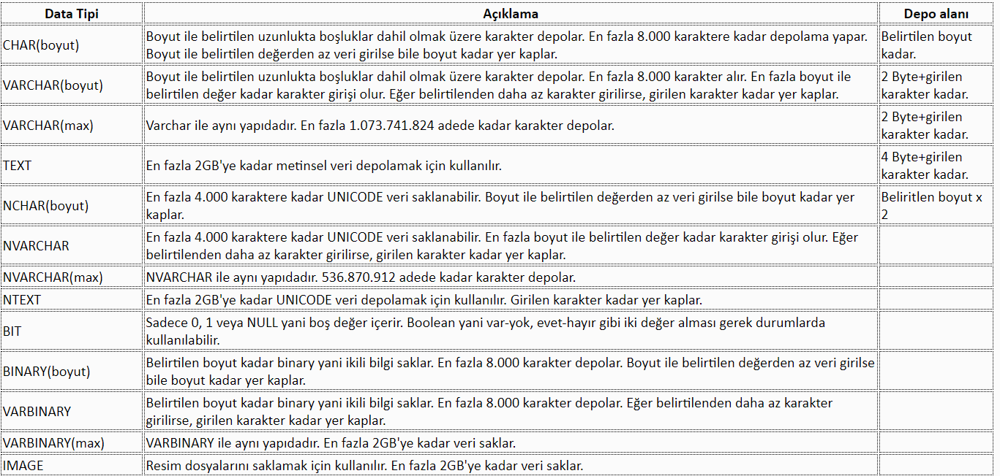 Data Tipi Açıklama Depo alanı
CHAR(boyut)
Boyut ile belirtilen uzunlukta boşluklar dahil olmak üzere karakter depolar. En fazla 8.000 karaktere kadar depolama yapar.
Boyut ile belirtilen değerden az veri girilse bile boyut kadar yer kaplar.
Belirtilen boyut
kadar.
VARCHAR(boyut)
Boyut ile belirtilen uzunlukta boşluklar dahil olmak üzere karakter depolar. En fazla 8.000 karakter alır. En fazla boyut ile
belirtilen değer kadar karakter girişi olur. Eğer belirtilenden daha az karakter girilirse, girilen karakter kadar yer kaplar.
2 Byte+girilen
karakter kadar.
VARCHAR(max)
Varchar ile aynı yapıdadır. En fazla 1.073.741.824 adede kadar karakter depolar.
2 Byte+girilen
karakter kadar.
TEXT
En fazla 2GB'ye kadar metinsel veri depolamak için kullanılır.
4 Byte+girilen
karakter kadar.
NCHAR(boyut)
En fazla 4.000 karaktere kadar UNICODE veri saklanabilir. Boyut ile belirtilen değerden az veri girilse bile boyut kadar yer
kaplar.
Beliritlen boyut x
2
NVARCHAR
En fazla 4.000 karaktere kadar UNICODE veri saklanabilir. En fazla boyut ile belirtilen değer kadar karakter girişi olur. Eğer
belirtilenden daha az karakter girilirse, girilen karakter kadar yer kaplar.
NVARCHAR(max)
NVARCHAR ile aynı yapıdadır. 536.870.912 adede kadar karakter depolar.
NTEXT
En fazla 2GB'ye kadar UNICODE veri depolamak için kullanılır. Girilen karakter kadar yer kaplar.
BIT
Sadece 0, 1 veya NULL yani boş değer içerir. Boolean yani var-yok, evet-hayır gibi iki değer alması gerek durumlarda
kullanılabilir.
BINARY(boyut)
Belirtilen boyut kadar binary yani ikili bilgi saklar. En fazla 8.000 karakter depolar. Boyut ile belirtilen değerden az veri girilse
bile boyut kadar yer kaplar.
VARBINARY
Belirtilen boyut kadar binary yani ikili bilgi saklar. En fazla 8.000 karakter depolar. Eğer belirtilenden daha az karakter
girilirse, girilen karakter kadar yer kaplar.
VARBINARY(max)
VARBINARY ile aynı yapıdadır. En fazla 2GB'ye kadar veri saklar.
IMAGE
Resim dosyalarını saklamak için kullanılır. En fazla 2GB'ye kadar veri saklar.